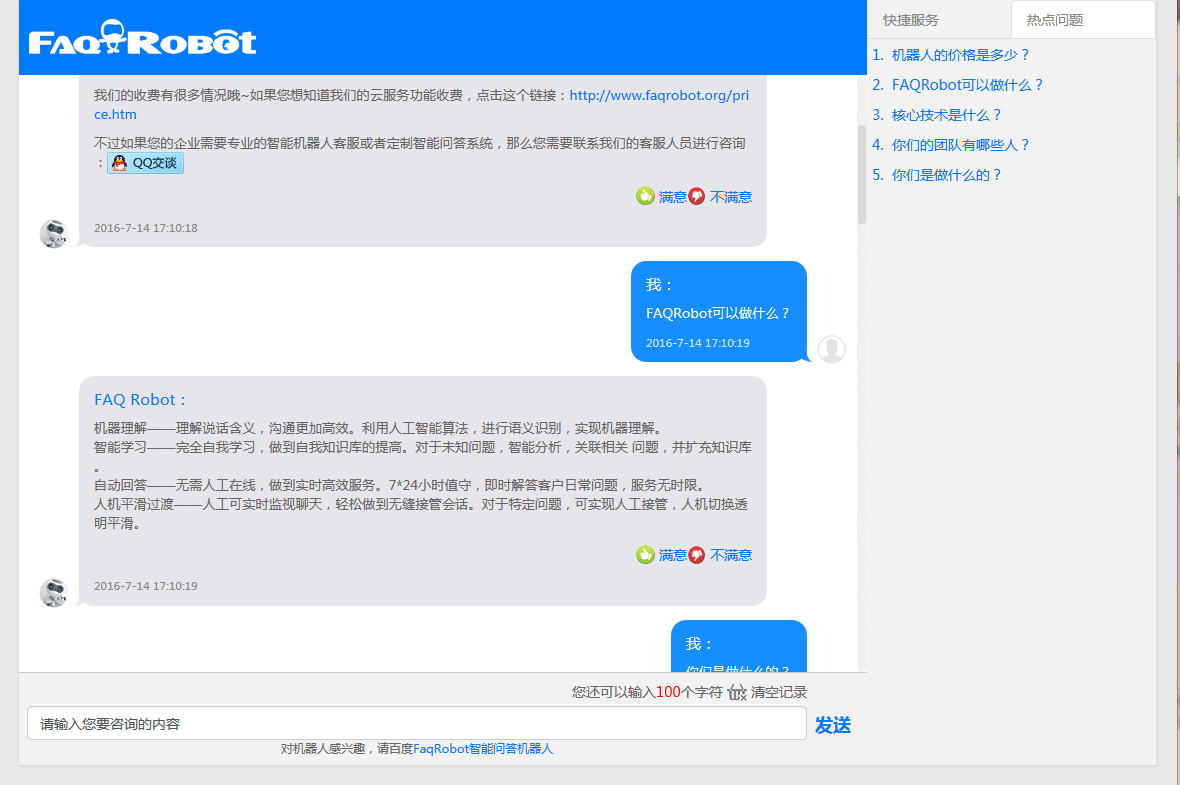 FAQ ROBOT
我们的收费有很多情况哦~如果您想知道我们的云服务功能收费，点击这个链接：http://www.faqrobot.org/pri
ce.htm
不过如果您的企业需要专业的智能机器人客服或者定制智能问答系统，那么您需要联系我们的客服人员进行咨询
：QQ交谈
满意 不满意
2016-7-14 17:10:18
我：
FAQRobot可以做什么？
2016-7-14 17:10:19
FAQ Robot：
机器理解——理解说话含义，沟通更加高效。利用人工智能算法，进行语义识别，实现机器理解。
智能学习——完全自我学习，做到自我知识库的提高。对于未知问题，智能分析，关联相关 问题，并扩充知识库
。
自动回答——无需人工在线，做到实时高效服务。7*24小时值守，即时解答客户日常问题，服务无时限。
人机平滑过渡——人工可实时监视聊天，轻松做到无缝接管会话。对于特定问题，可实现人工接管，人机切换透
明平滑。
满意 不满意
2016-7-14 17:10:19
我：
你们是做什么的？
您还可以输入100个字符 清空记录
请输入您要咨询的内容
发送
对机器人感兴趣，请百度FaqRobot智能问答机器人
快捷服务
热点问题
1. 机器人的价格是多少？
2. FAQRobot可以做什么？
3. 核心技术是什么？
4. 你们的团队有哪些人？
5. 你们是做什么的？